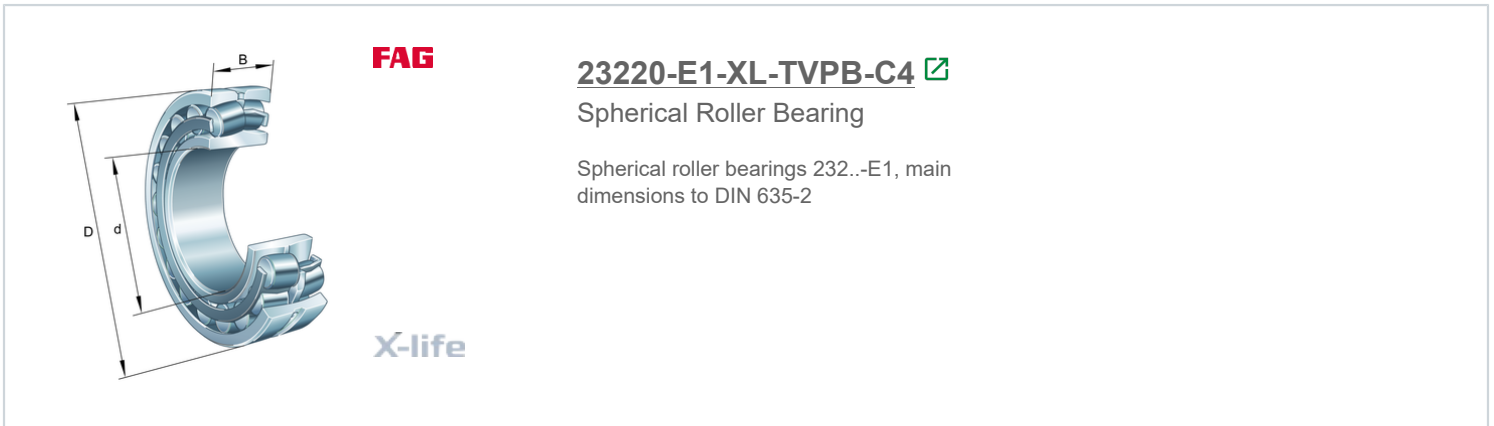 B
D
d
FAG
X-life
23220-E1-XL-TVPB-C4
Spherical Roller Bearing
Spherical roller bearings 232..-E1, main
dimensions to DIN 635-2